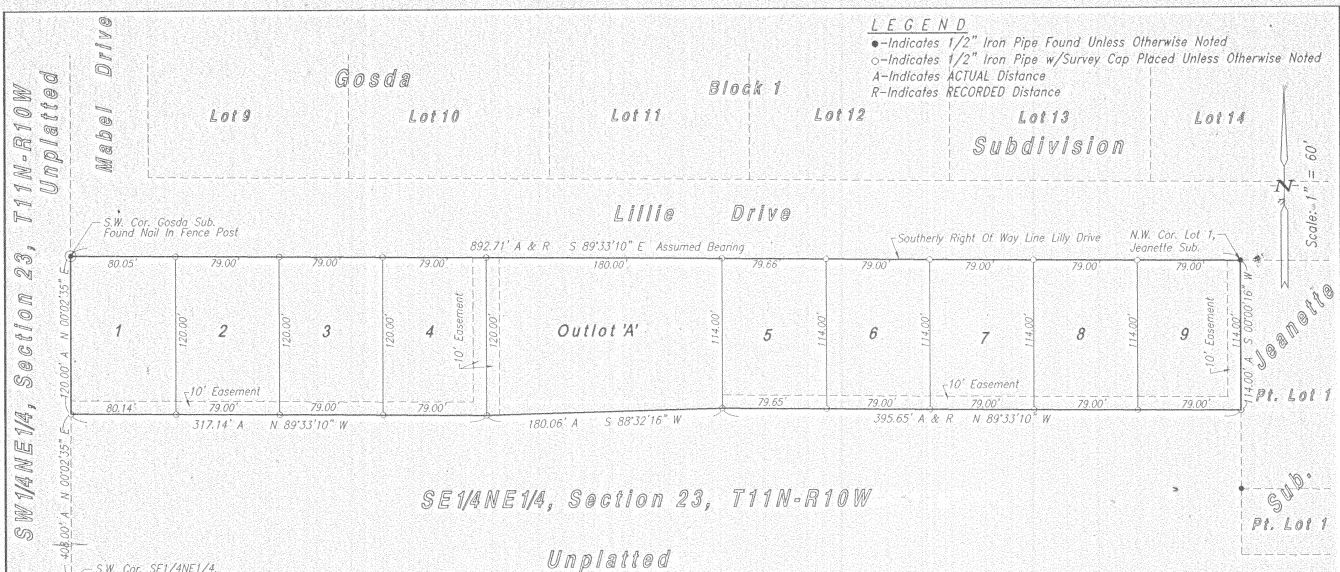 LEGEND
●-Indicates 1/2" Iron Pipe Found Unless Otherwise Noted
○-Indicates 1/2" Iron Pipe w/Survey Cap Placed Unless Otherwise Noted
A-Indicates ACTUAL Distance
R-Indicates RECORDED Distance
SW1/4NE1/4, Section 23, T11N-R10W
Unplatted
Mabel Drive
Gosda
Block 1
Subdivision
Lot 9
Lot 10
Lot 11
Lot 12
Lot 13
Lot 14
N
Scale: 1" = 60'
Lillie Drive
S.W. Cor. Gosda Sub.
Found Nail In Fence Post
892.71' A & R S 89°33'10" E Assumed Bearing
Southerly Right Of Way Line Lilly Drive
N.W. Cor. Lot 1,
Jeanette Sub.
80.05'
79.00'
79.00'
79.00'
180.00'
79.66'
79.00'
79.00'
79.00'
79.00'
120.00' A N 00°02'35" E
1
120.00'
2
120.00'
3
120.00'
4
10' Easement
120.00'
Outlot 'A'
114.00'
5
114.00'
6
114.00'
7
114.00'
8
114.00'
9
10' Easement
114.00'
114.00' A S 00°00'16" W
10' Easement
10' Easement
80.14'
79.00'
79.00'
79.00'
79.65'
79.00'
79.00'
79.00'
79.00'
317.14' A N 89°33'10" W
180.06' A S 88°32'16" W
395.65' A & R N 89°33'10" W
Jeanette
Pt. Lot 1
Sub.
Pt. Lot 1
408.00' A N 00°02'35" E
SE1/4NE1/4, Section 23, T11N-R10W
Unplatted
S.W. Cor. SE1/4NE1/4,